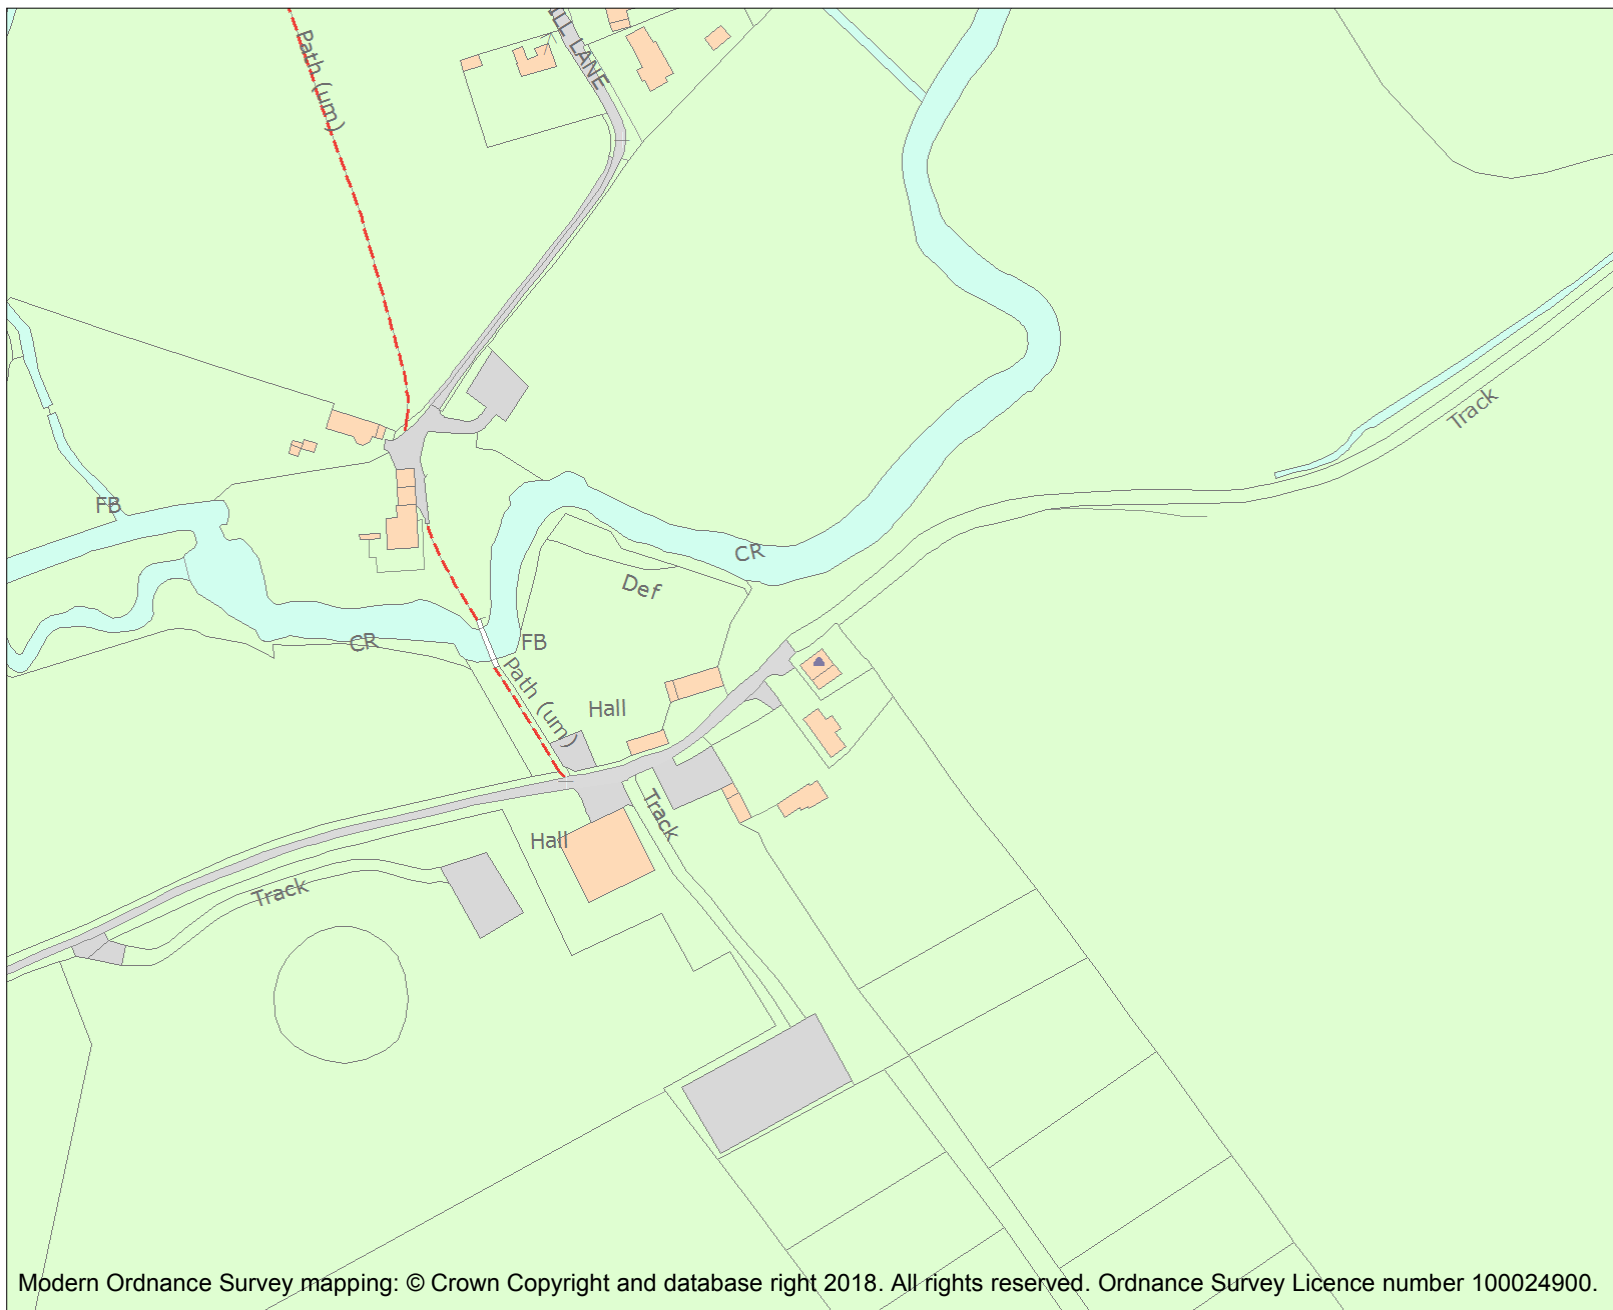 Path (um)
LANE
FB
CR
Def
Track
CR
FB
Path (um)
Hall
Track
Hall
Track
Modern Ordnance Survey mapping: © Crown Copyright and database right 2018. All rights reserved. Ordnance Survey Licence number 100024900.